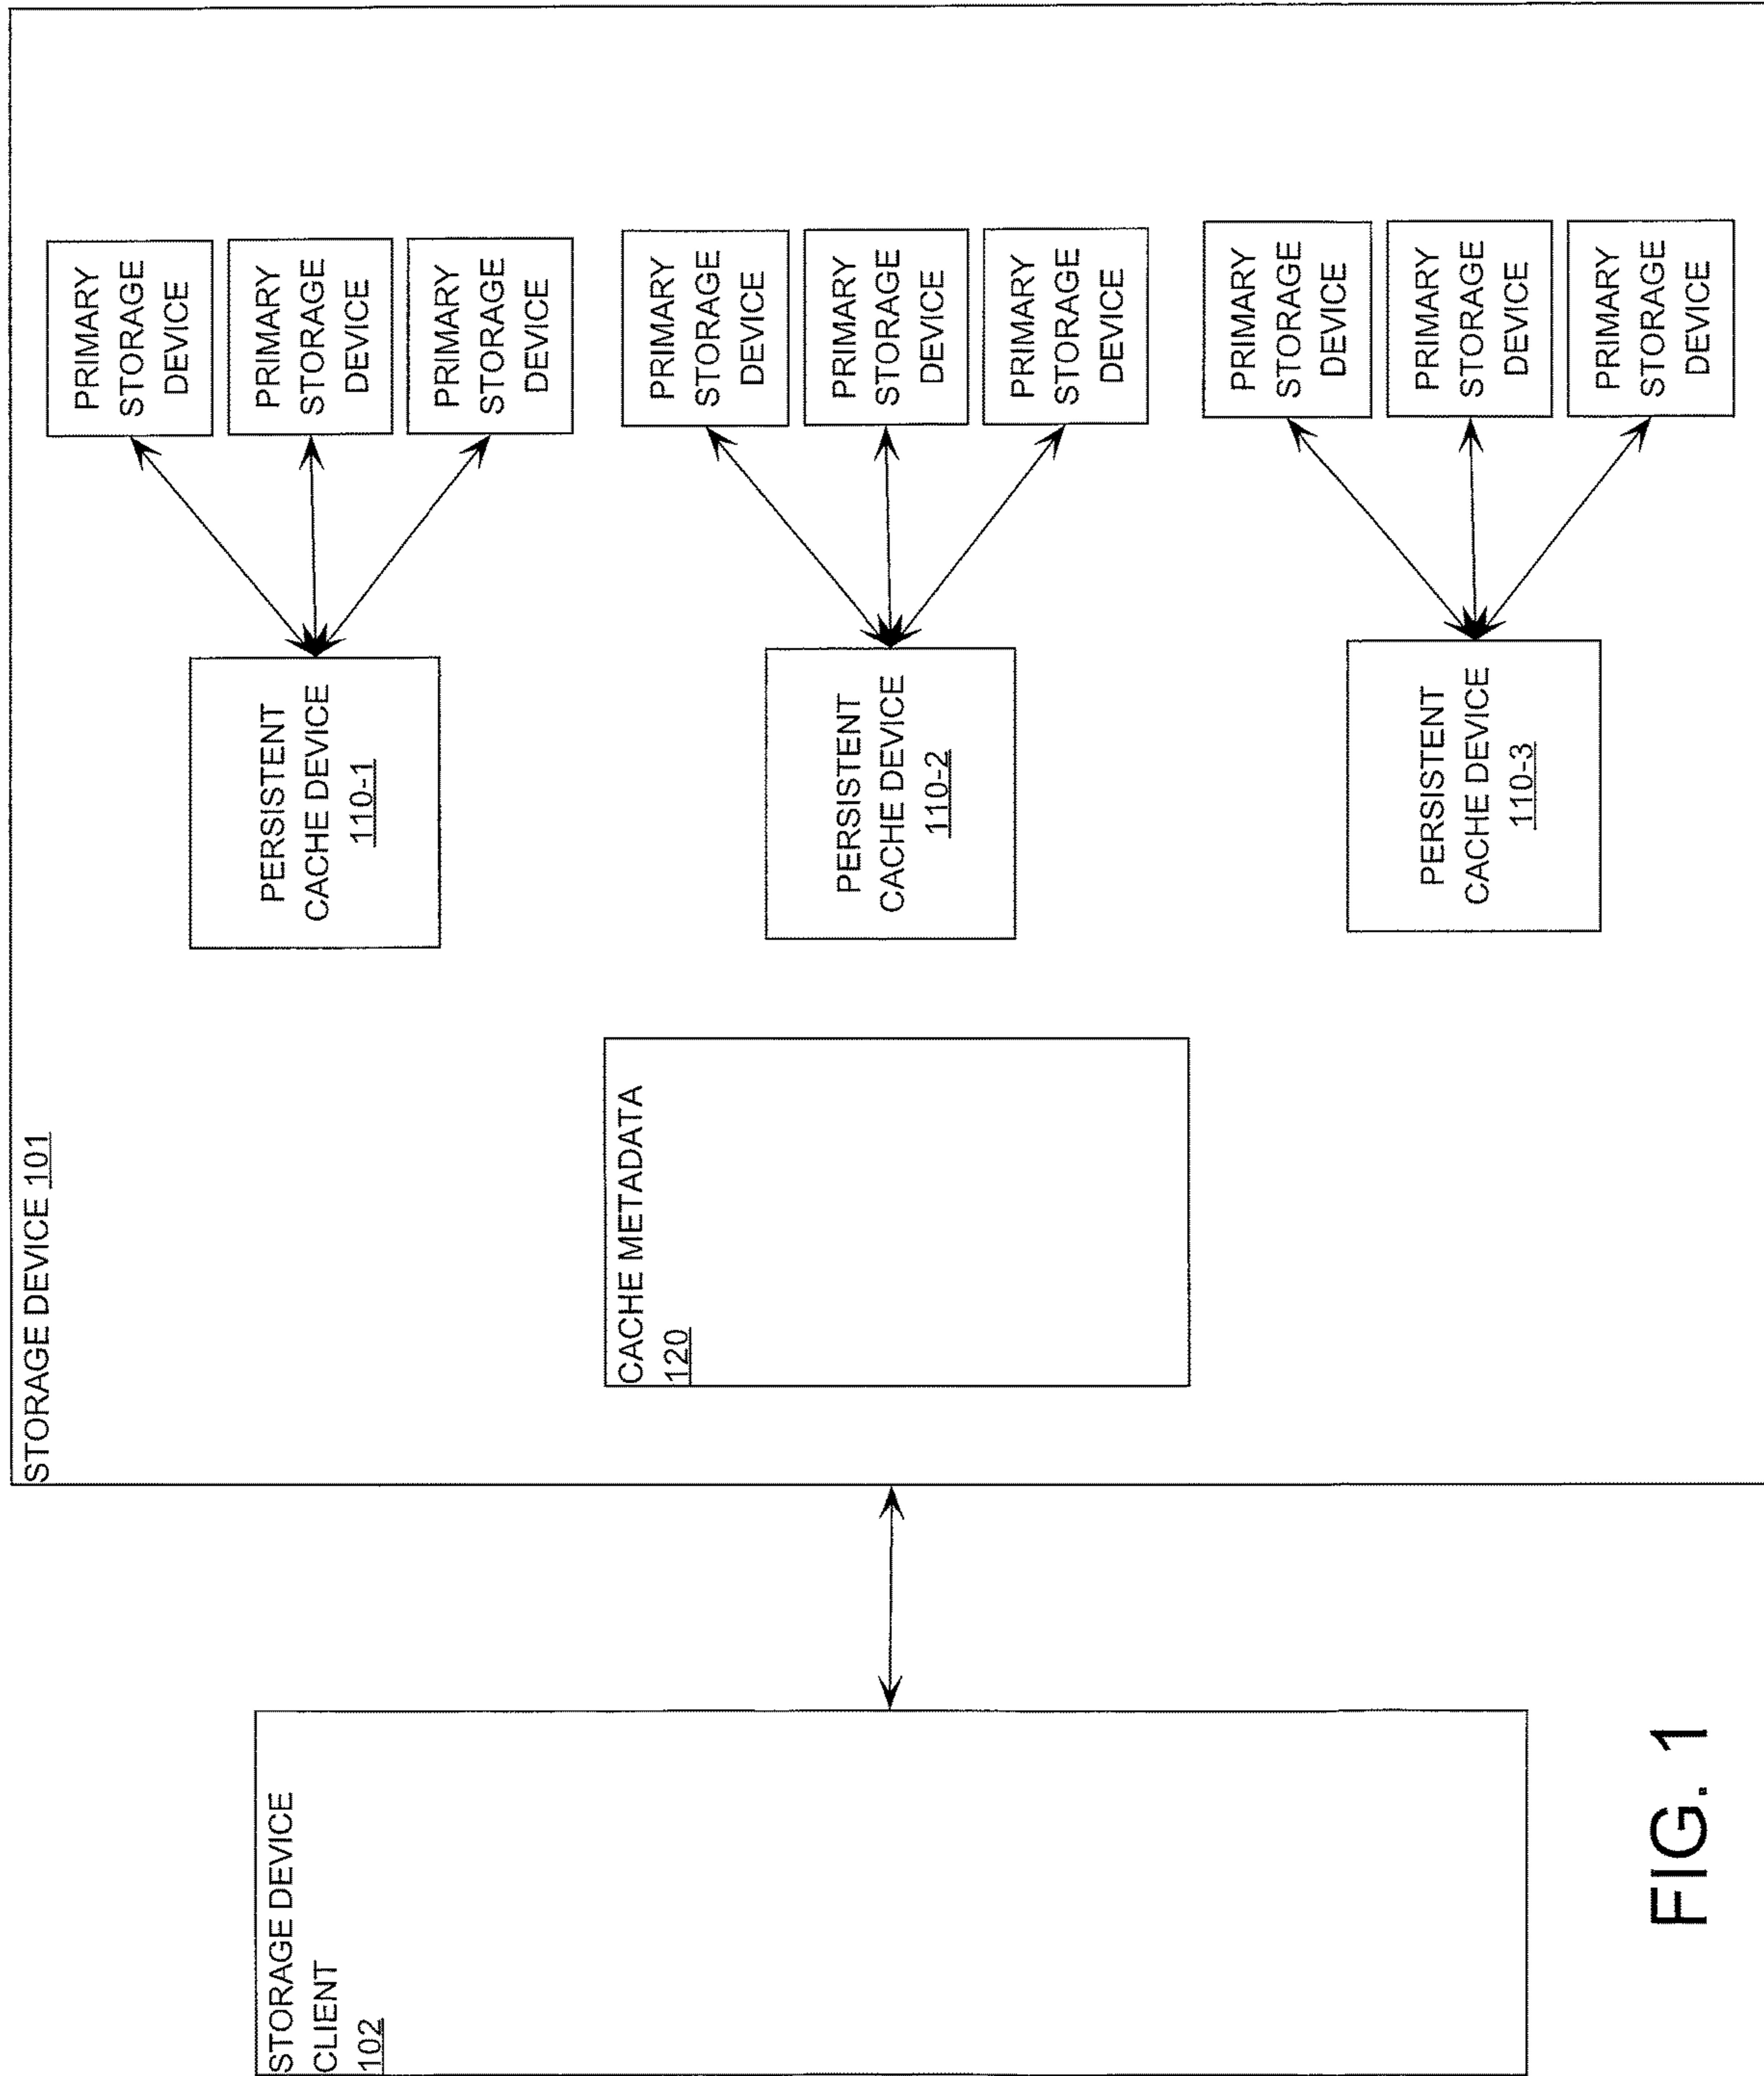 STORAGE DEVICE
CLIENT
102
STORAGE DEVICE 101
CACHE METADATA
120
PERSISTENT
CACHE DEVICE
110-1
PRIMARY
STORAGE
DEVICE
PRIMARY
STORAGE
DEVICE
PRIMARY
STORAGE
DEVICE
PERSISTENT
CACHE DEVICE
110-2
PRIMARY
STORAGE
DEVICE
PRIMARY
STORAGE
DEVICE
PRIMARY
STORAGE
DEVICE
PERSISTENT
CACHE DEVICE
110-3
PRIMARY
STORAGE
DEVICE
PRIMARY
STORAGE
DEVICE
PRIMARY
STORAGE
DEVICE
FIG. 1